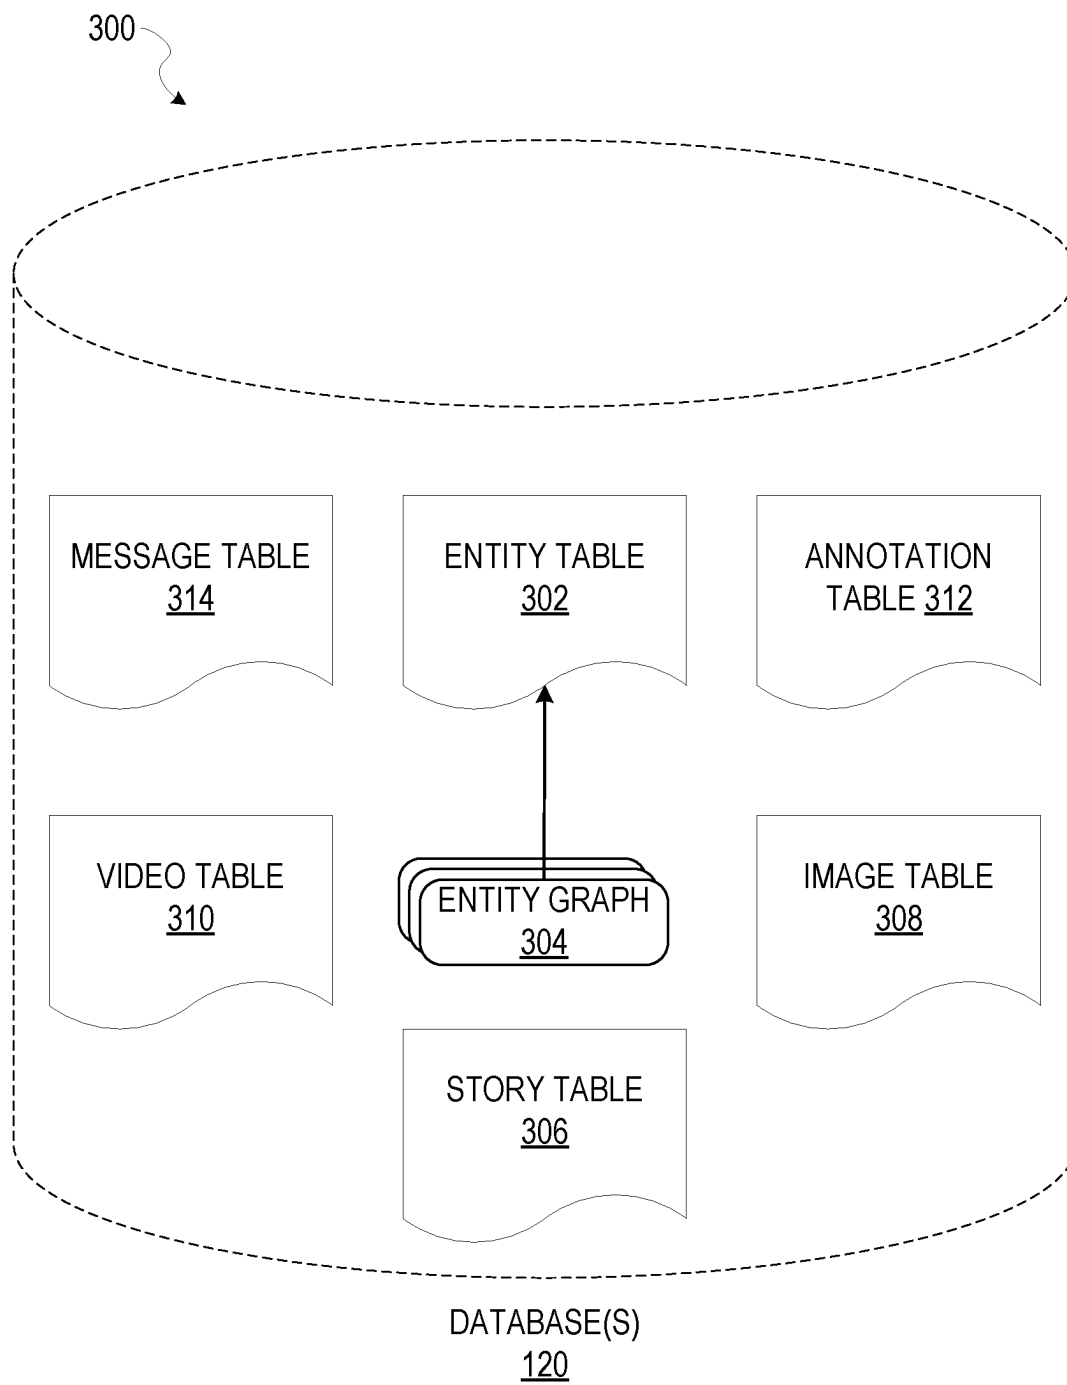 300
MESSAGE TABLE
314
ENTITY TABLE
302
ANNOTATION
TABLE 312
VIDEO TABLE
310
ENTITY GRAPH
304
IMAGE TABLE
308
STORY TABLE
306
DATABASE(S)
120